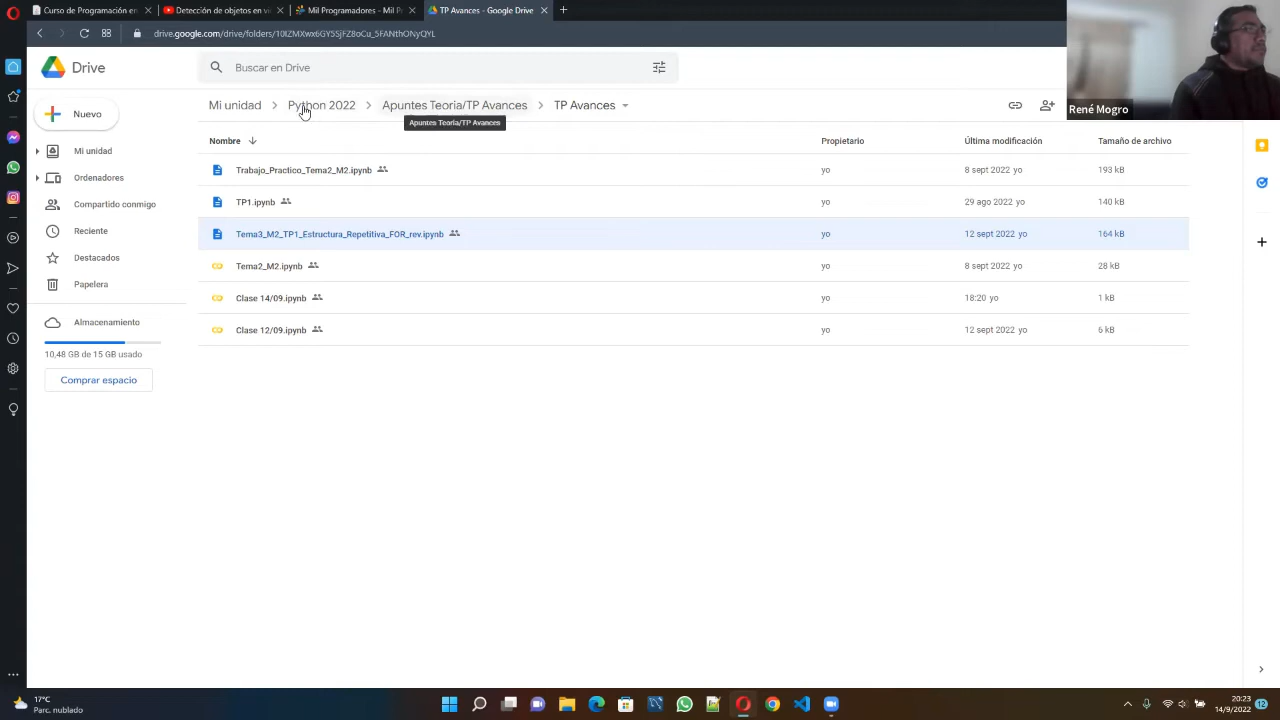 Curso de Programación en
Detección de objetos en vi
Mil Programadores - Mil Po
TP Avances - Google Drive
drive.google.com/drive/folders/
René Mogro
Drive
Buscar en Drive
Nuevo
Mi unidad
Python 2022
Apuntes Teoria/TP Avances
TP Avances
Apuntes Teoria/TP Avances
Nombre
Propietario
Última modificación
Tamaño de archivo
Mi unidad
Ordenadores
Compartido conmigo
Reciente
Destacados
Papelera
Almacenamiento
10,48 GB de 15 GB usado
Comprar espacio
Trabajo_Practico_Tema2_M2.ipynb
yo
8 sept 2022 yo
193 kB
TP1.ipynb
yo
29 ago 2022 yo
140 kB
Tema3_M2_TP1_Estructura_Repetitiva_FOR_rev.ipynb
yo
12 sept 2022 yo
164 kB
Tema2_M2.ipynb
yo
8 sept 2022 yo
28 kB
Clase 14/09.ipynb
yo
18:20 yo
1 kB
Clase 12/09.ipynb
yo
12 sept 2022 yo
6 kB
17°C
Parc. nublado
20:23
14/9/2022
12